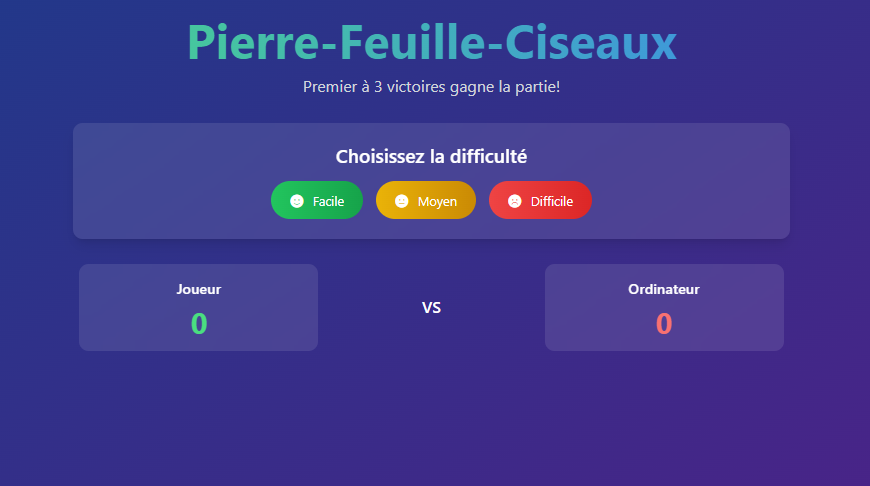 Pierre-Feuille-Ciseaux
Premier à 3 victoires gagne la partie!
Choisissez la difficulté
Facile Moyen Difficile
Joueur VS Ordinateur
0 0